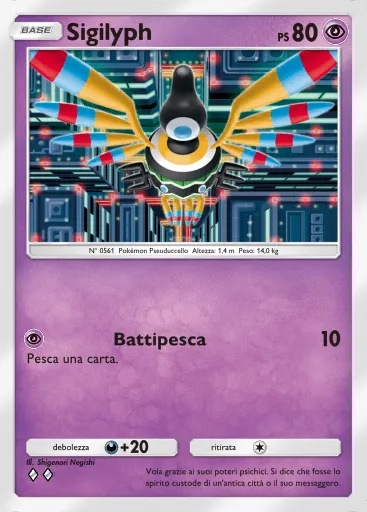 BASE Sigilyph PS 80
N° 0561 Pokémon Pseuduccello Altezza: 1,4 m Peso: 14,0 kg
Battipesca 10
Pesca una carta.
debolezza +20 ritirata
Ill. Shigenori Negishi
Vola grazie ai suoi poteri psichici. Si dice che fosse lo
spirito custode di un'antica città o il suo messaggero.